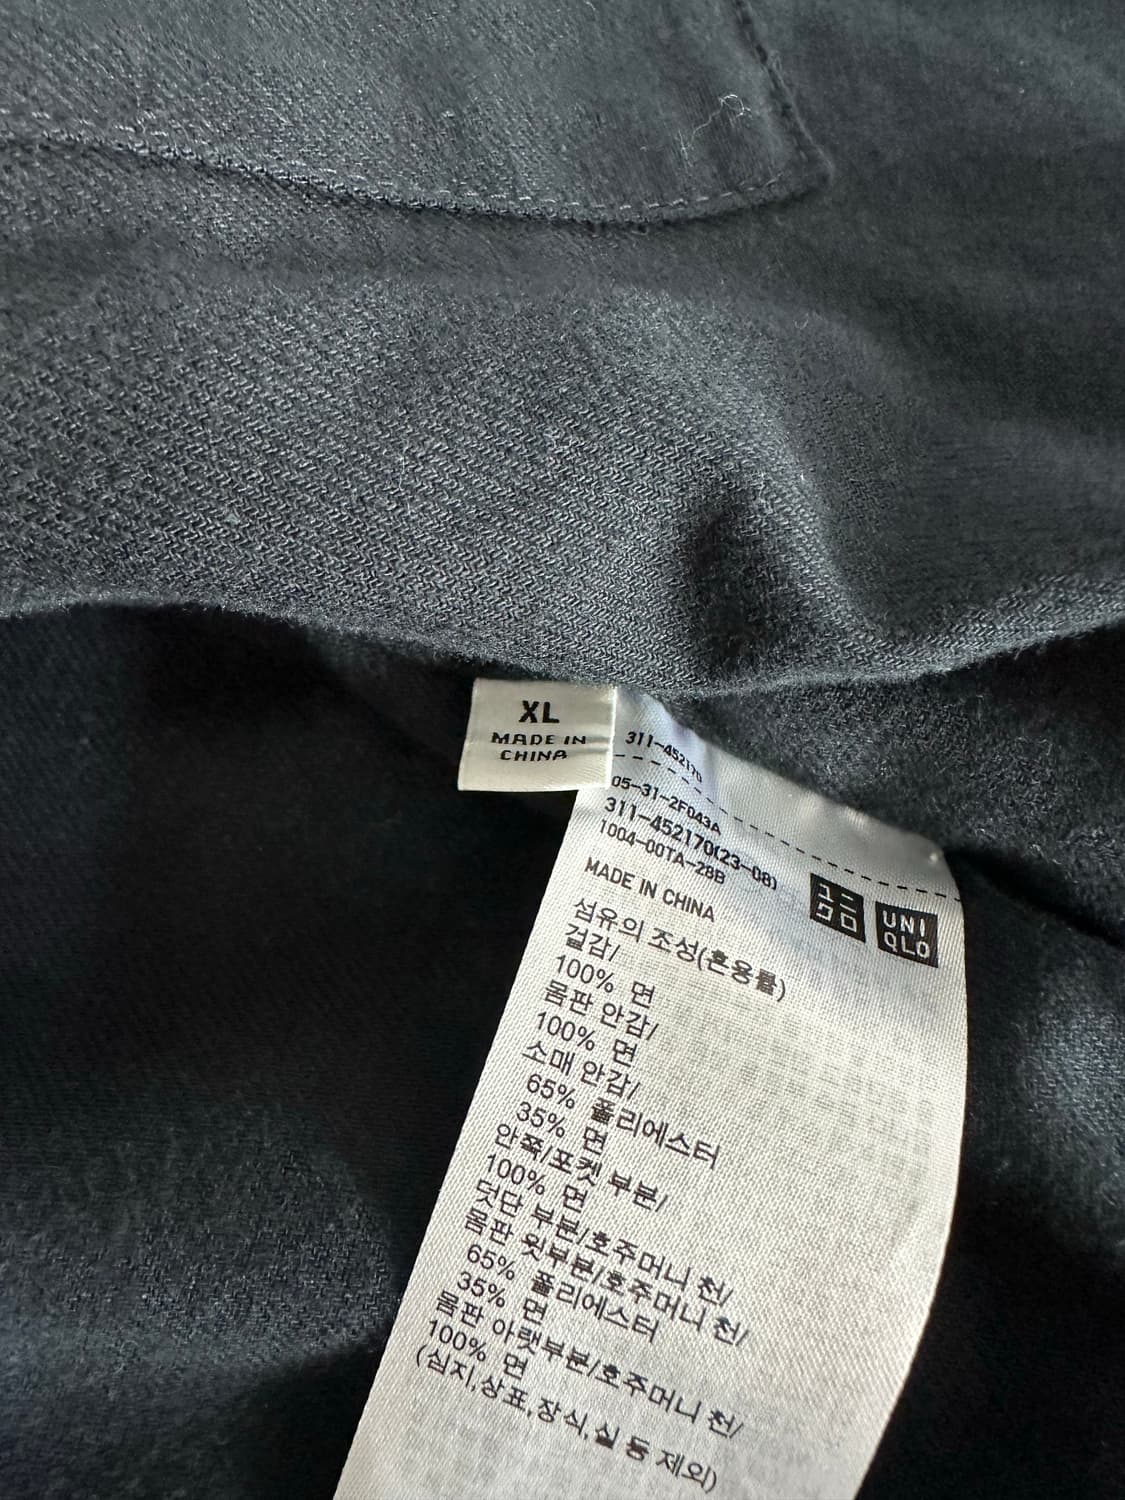 XL
MADE IN
CHINA
311-452170
05-31-2F043A
311-452170(23-08)
1004-00TA-28B
MADE IN CHINA
ユニ
クロ
UNI
QLO
섬유의 조성(혼용률)
겉감/
100% 면
몸판 안감/
100% 면
소매 안감/
65% 폴리에스터
35% 면
안쪽/포켓 부분/
100% 면
덧단 부분/호주머니 천/
몸판 윗부분/호주머니 천/
65% 폴리에스터
35% 면
몸판 아랫부분/호주머니 천/
100% 면
(심지,상표,장식,실 등 제외)